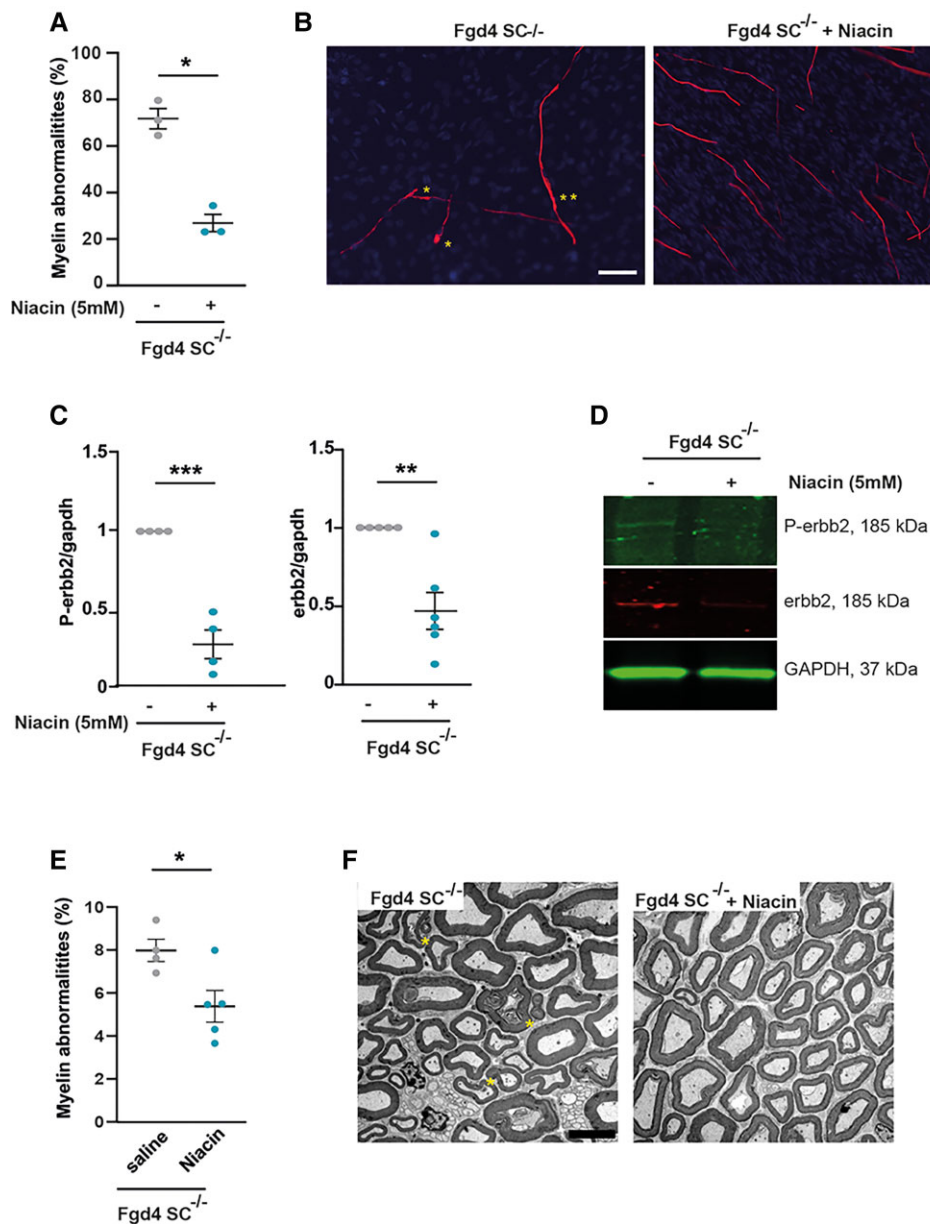 A
Myelin abnormalitites (%)
100
80
60
40
20
0
*
Niacin (5mM)
-
+
Fgd4 SC-/-
B
Fgd4 SC-/-
Fgd4 SC-/- + Niacin
*
*
**
C
P-erbb2/gapdh
1.5
1
0.5
0
***
Niacin (5mM)
-
+
Fgd4 SC-/-
erbb2/gapdh
1.5
1
0.5
0
**
-
+
Fgd4 SC-/-
D
Fgd4 SC-/-
-
+
Niacin (5mM)
P-erbb2, 185 kDa
erbb2, 185 kDa
GAPDH, 37 kDa
E
Myelin abnormalitites (%)
10
8
6
4
2
0
*
saline
Niacin
Fgd4 SC-/-
F
Fgd4 SC-/-
Fgd4 SC-/- + Niacin
*
*
*